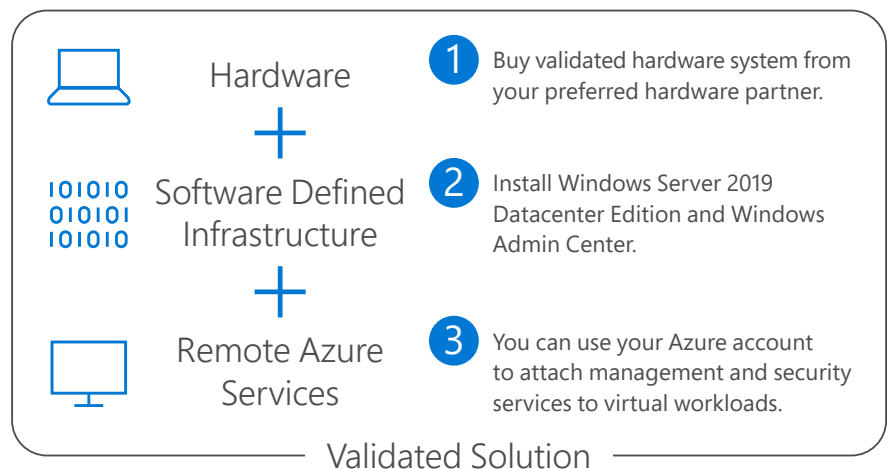 Hardware
1
Buy validated hardware system from
your preferred hardware partner.
101010
010101
101010
Software Defined
Infrastructure
2
Install Windows Server 2019
Datacenter Edition and Windows
Admin Center.
Remote Azure
Services
3
You can use your Azure account
to attach management and security
services to virtual workloads.
Validated Solution